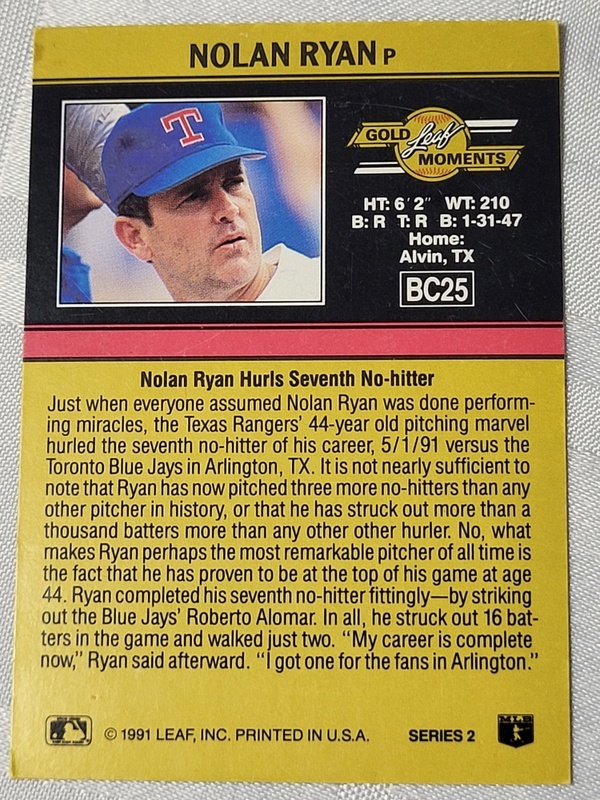 NOLAN RYAN P
T
GOLD Leaf
MOMENTS
HT: 6' 2" WT: 210
B: R T: R B: 1-31-47
Home:
Alvin, TX
BC25
Nolan Ryan Hurls Seventh No-hitter
Just when everyone assumed Nolan Ryan was done perform-
ing miracles, the Texas Rangers' 44-year old pitching marvel
hurled the seventh no-hitter of his career, 5/1/91 versus the
Toronto Blue Jays in Arlington, TX. It is not nearly sufficient to
note that Ryan has now pitched three more no-hitters than any
other pitcher in history, or that he has struck out more than a
thousand batters more than any other other hurler. No, what
makes Ryan perhaps the most remarkable pitcher of all time is
the fact that he has proven to be at the top of his game at age
44. Ryan completed his seventh no-hitter fittingly—by striking
out the Blue Jays' Roberto Alomar. In all, he struck out 16 bat-
ters in the game and walked just two. "My career is complete
now," Ryan said afterward. "I got one for the fans in Arlington."
© 1991 LEAF, INC. PRINTED IN U.S.A. SERIES 2 MLB